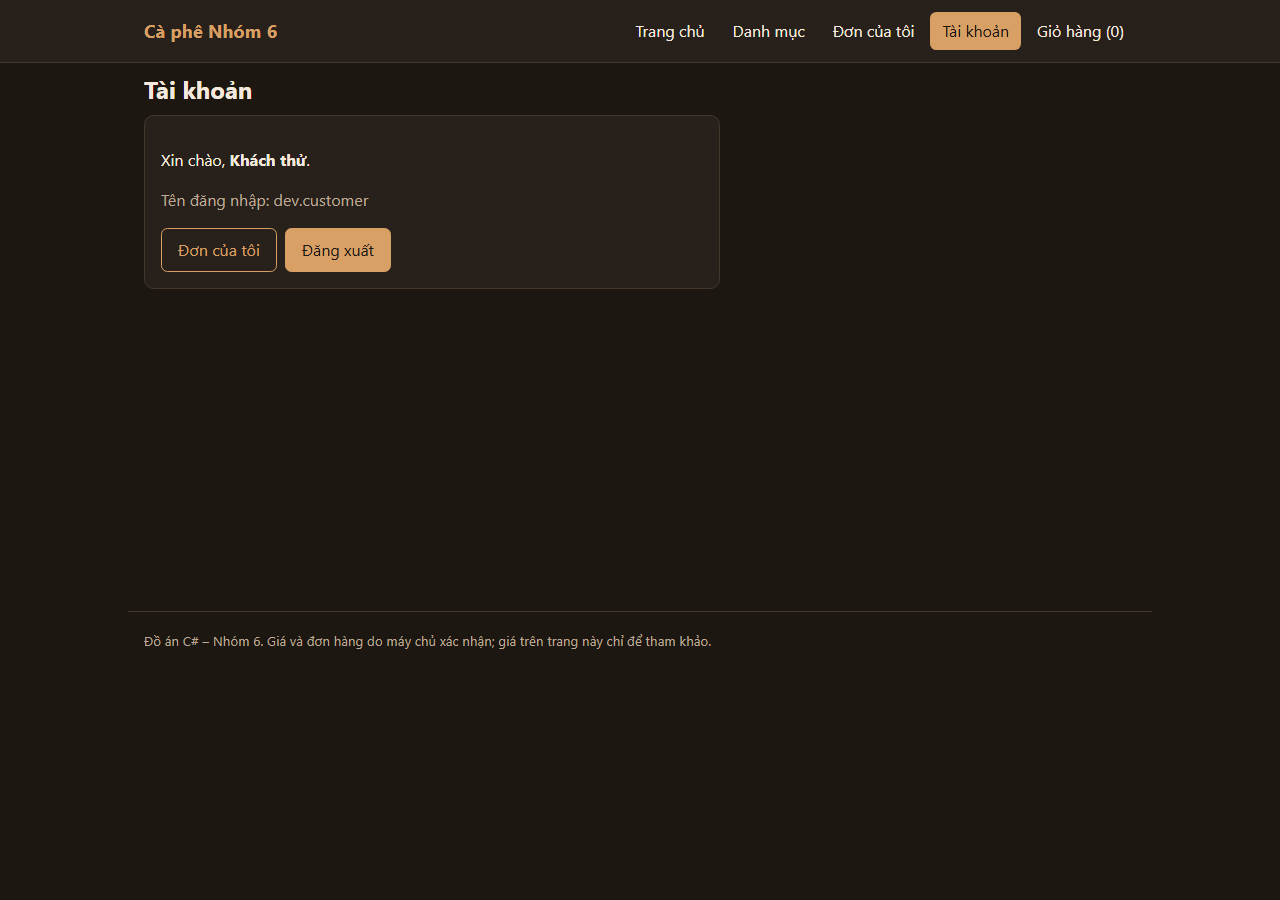 Cà phê Nhóm 6
Trang chủ Danh mục Đơn của tôi Tài khoản Giỏ hàng (0)
Tài khoản
Xin chào, Khách thử.
Tên đăng nhập: dev.customer
Đơn của tôi Đăng xuất
Đồ án C# – Nhóm 6. Giá và đơn hàng do máy chủ xác nhận; giá trên trang này chỉ để tham khảo.